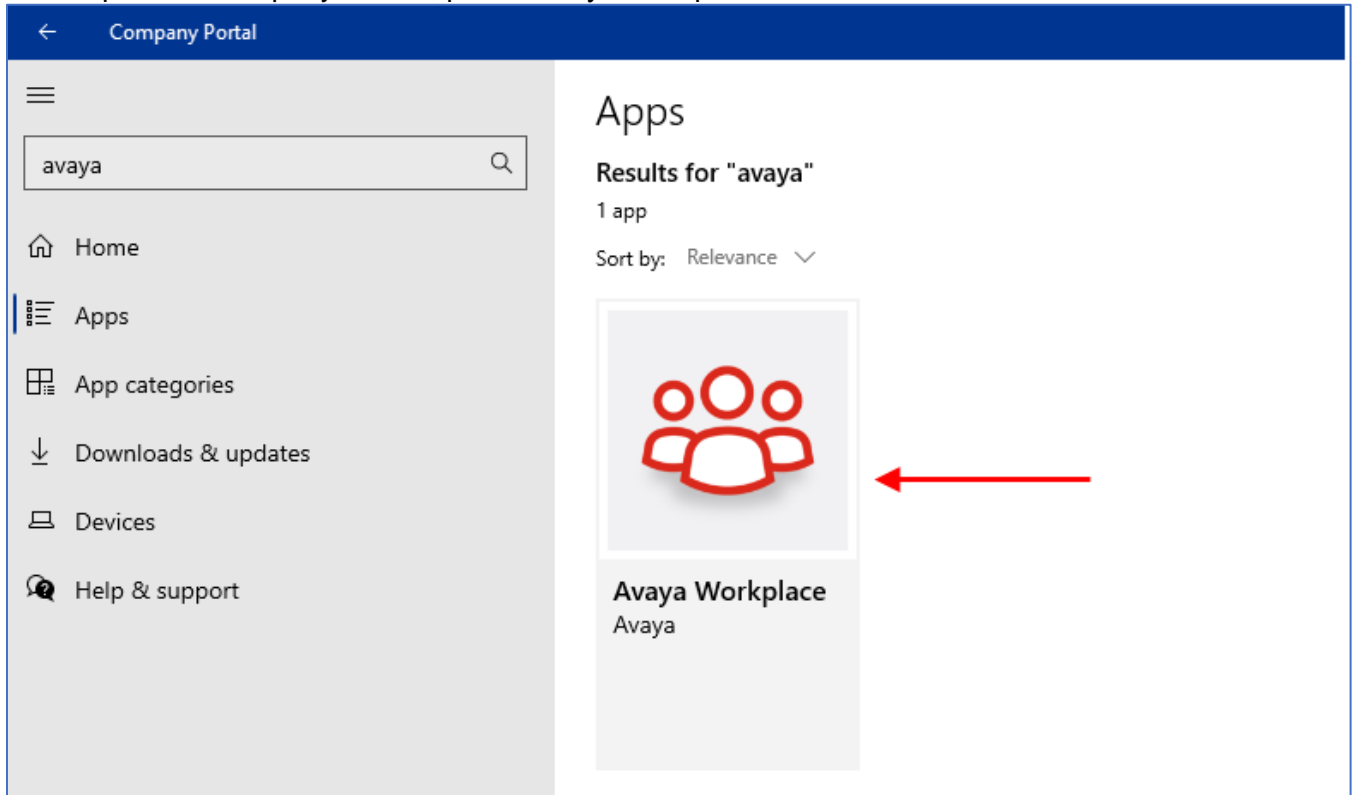 Company Portal
avaya
Home
Apps
App categories
Downloads & updates
Devices
Help & support
Apps
Results for "avaya"
1 app
Sort by: Relevance
Avaya Workplace
Avaya